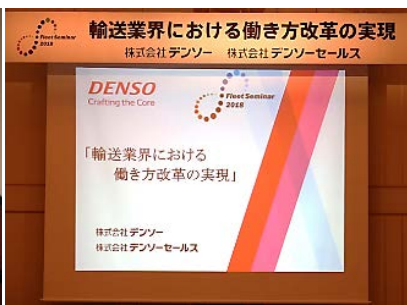 Fleet Seminar
2018
輸送業界における働き方改革の実現
株式会社デンソー 株式会社デンソーセールス
DENSO
Crafting the Core
Fleet Seminar
2018
「輸送業界における
働き方改革の実現」
株式会社デンソー
株式会社デンソーセールス